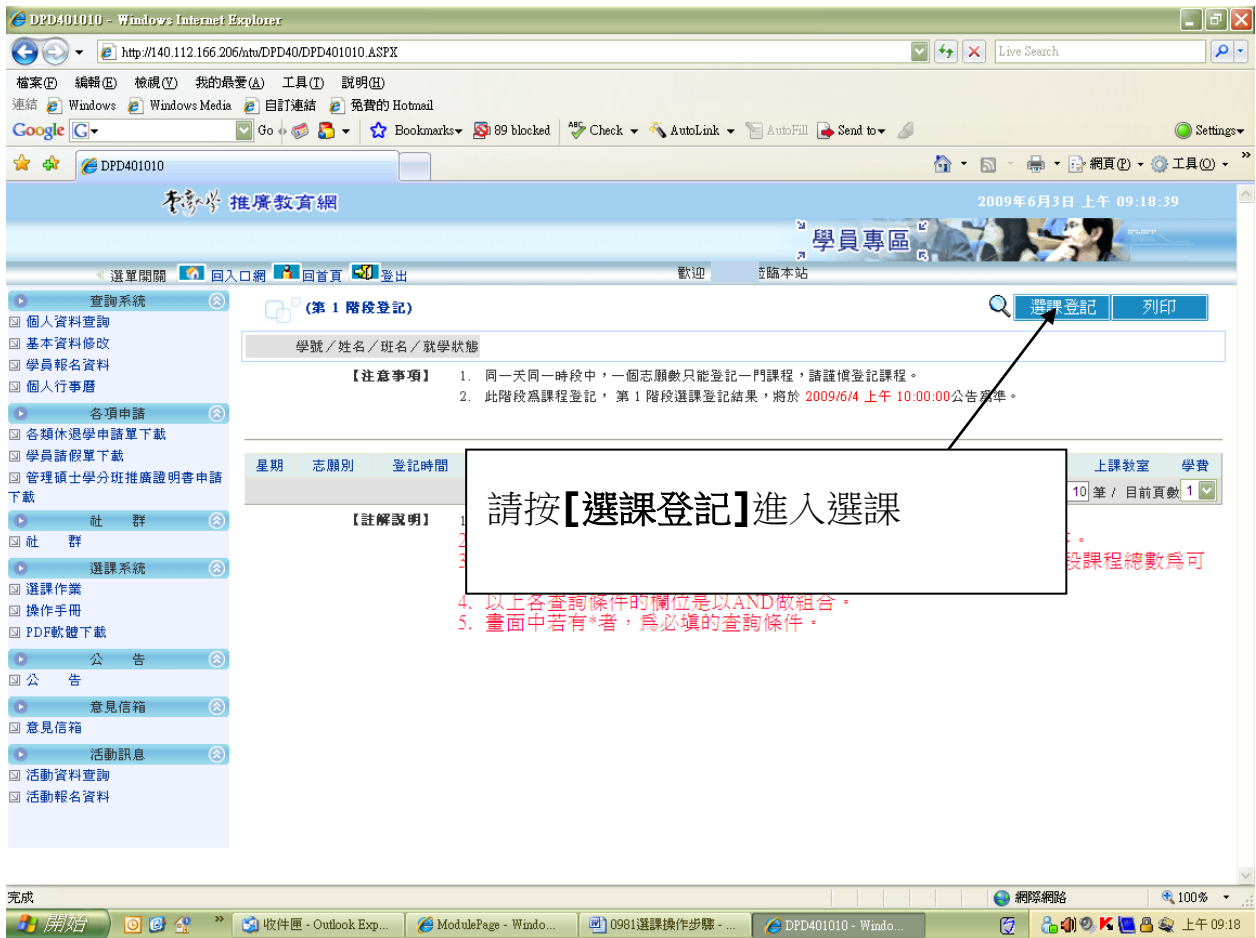 DPD401010 - Windows Internet Explorer
http://140.112.166.206/ntu/DPD40/DPD401010.ASPX
Live Search
檔案(F) 編輯(E) 檢視(V) 我的最愛(A) 工具(T) 說明(H)
連結 Windows Windows Media 自訂連結 免費的 Hotmail
Google G Go Bookmarks 89 blocked ABC Check AutoLink AutoFill Send to Settings
DPD401010 網頁(P) 工具(O) »
推廣教育網 2009年6月3日 上午 09:18:39
學員專區
選單開關 回入口網 回首頁 登出 歡迎 蒞臨本站
查詢系統
個人資料查詢
基本資料修改
學員報名資料
個人行事曆
各項申請
各類休退學申請單下載
學員請假單下載
管理碩士學分班推廣證明書申請
下載
社 群
社 群
選課系統
選課作業
操作手冊
PDF軟體下載
公 告
公 告
意見信箱
意見信箱
活動訊息
活動資料查詢
活動報名資料
(第 1 階段登記) 選課登記 列印
學號／姓名／班名／就學狀態
【注意事項】 1. 同一天同一時段中，一個志願數只能登記一門課程，請謹慎登記課程。
2. 此階段為課程登記， 第 1 階段選課登記結果，將於 2009/6/4 上午 10:00:00公告為準。
星期 志願別 登記時間 上課教室 學費
10 筆 / 目前頁數 1
請按【選課登記】進入選課
【註解說明】
段課程總數為可
4. 以上各查詢條件的欄位是以AND做組合。
5. 畫面中若有*者，為必填的查詢條件。
完成 網際網路 100%
開始 » 收件匣 - Outlook Exp... ModulePage - Windo... 0981選課操作步驟 - ... DPD401010 - Windo... 上午 09:18